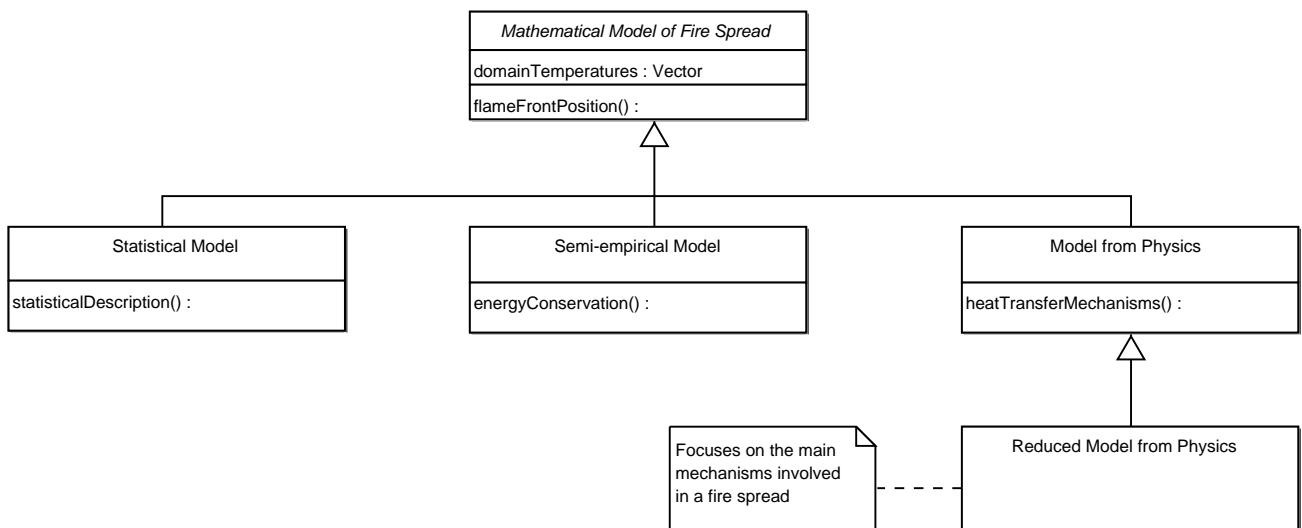 Mathematical Model of Fire Spread
domainTemperatures : Vector
flameFrontPosition() :
Statistical Model
statisticalDescription() :
Semi-empirical Model
energyConservation() :
Model from Physics
heatTransferMechanisms() :
Focuses on the main
mechanisms involved
in a fire spread
Reduced Model from Physics